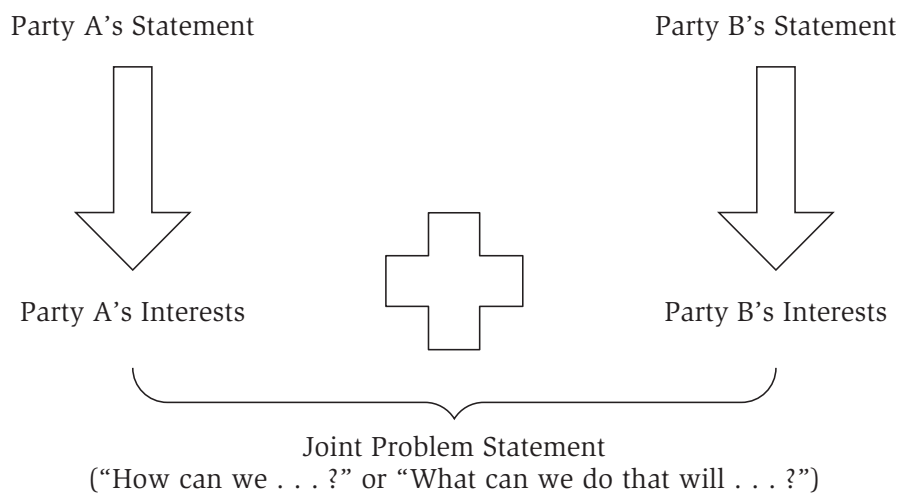 Party A’s Statement
Party B’s Statement
Party A’s Interests
Party B’s Interests
Joint Problem Statement
(“How can we . . . ?” or “What can we do that will . . . ?”)